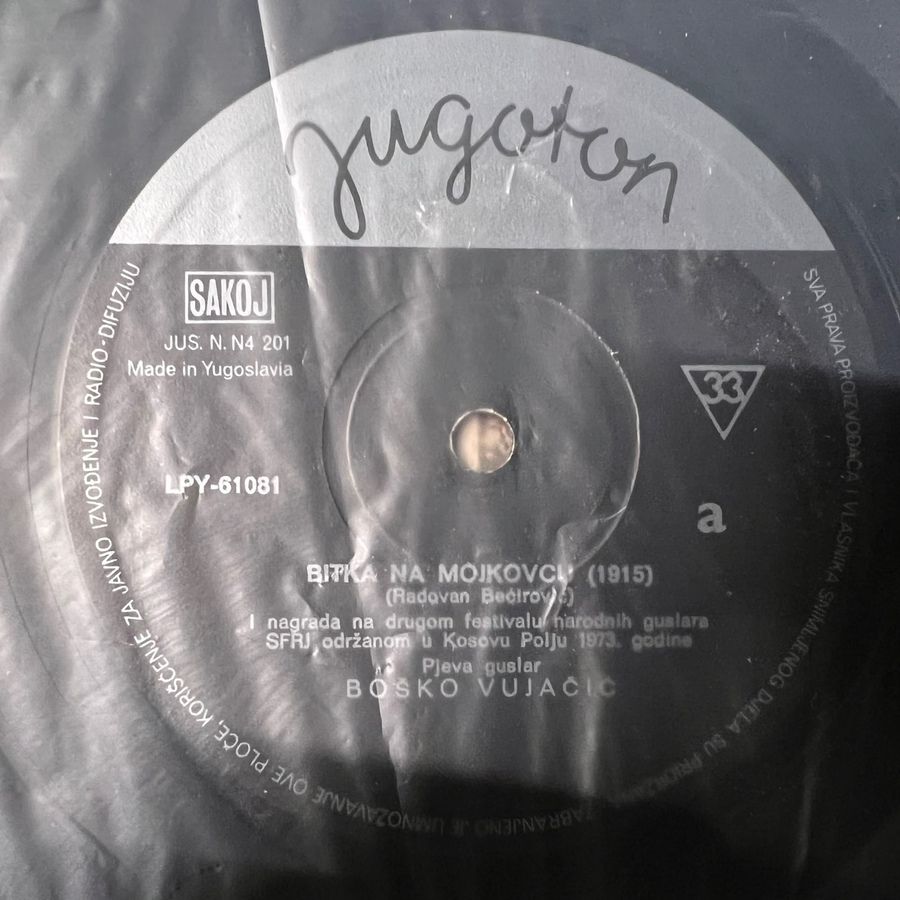 jugoton
SAKOJ
JUS. N. N4 201
Made in Yugoslavia
33
LPY-61081
a
BITKA NA MOJKOVCU (1915)
(Radovan Bećirović)
I nagrada na drugom festivalu narodnih guslara
SFRJ održanom u Kosovu Polju 1973. godine
Pjeva guslar
BOŠKO VUJAČIĆ
SVA PRAVA PROIZVOĐAČA I VLASNIKA SNIMLJENOG DJELA SU PRIDRŽANA
ZABRANJENO JE UMNOŽAVANJE OVE PLOČE, KORIŠĆENJE ZA JAVNO IZVOĐENJE I RADIO-DIFUZIJU